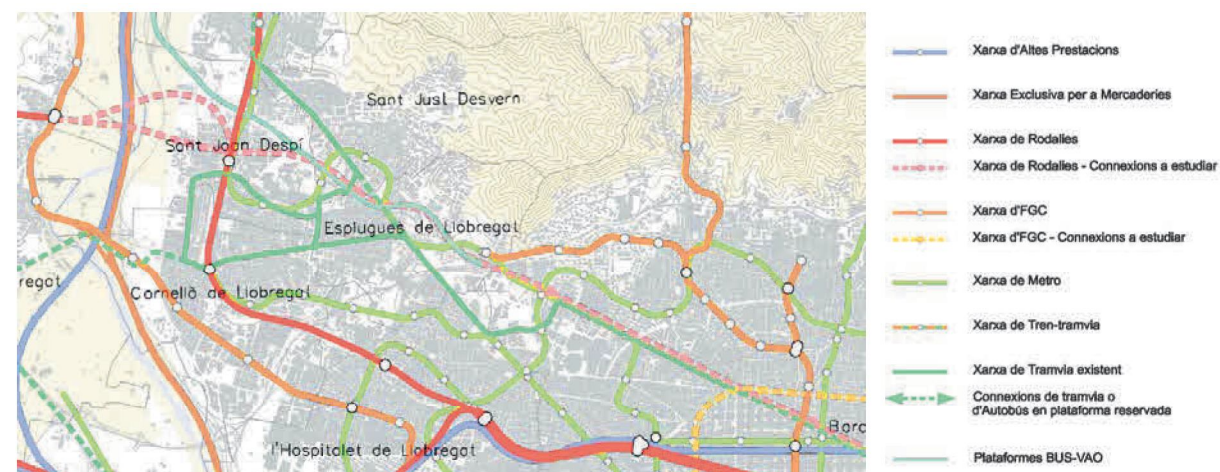 Sant Just Desvern
Sant Joan Despí
Esplugues de Llobregat
regat
Cornellà de Llobregat
l'Hospitalet de Llobregat
Barc
Xarxa d'Altes Prestacions
Xarxa Exclusiva per a Mercaderies
Xarxa de Rodalies
Xarxa de Rodalies - Connexions a estudiar
Xarxa d'FGC
Xarxa d'FGC - Connexions a estudiar
Xarxa de Metro
Xarxa de Tren-tramvia
Xarxa de Tramvia existent
Connexions de tramvia o
d'Autobús en plataforma reservada
Plataformes BUS-VAO